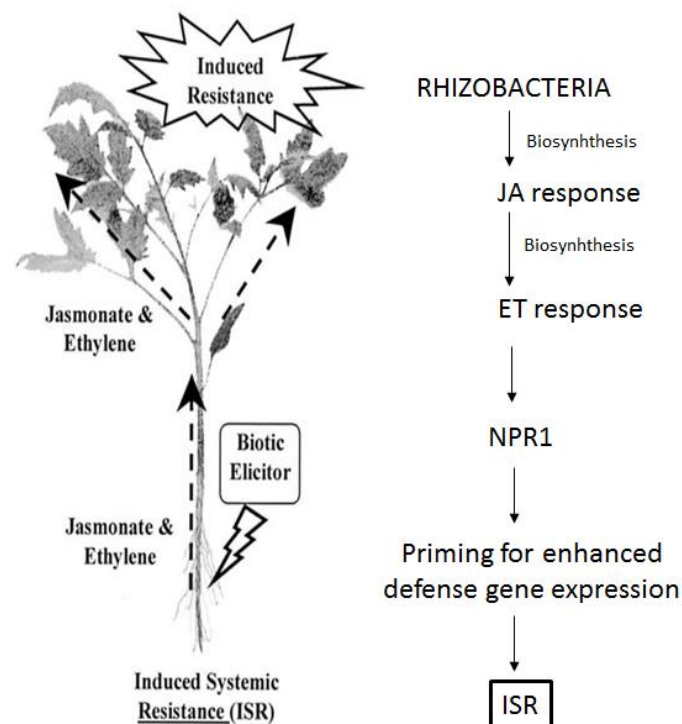 Induced
Resistance
Jasmonate &
Ethylene
Biotic
Elicitor
Jasmonate &
Ethylene
Induced Systemic
Resistance (ISR)
RHIZOBACTERIA
Biosynhthesis
JA response
Biosynhthesis
ET response
NPR1
Priming for enhanced
defense gene expression
ISR